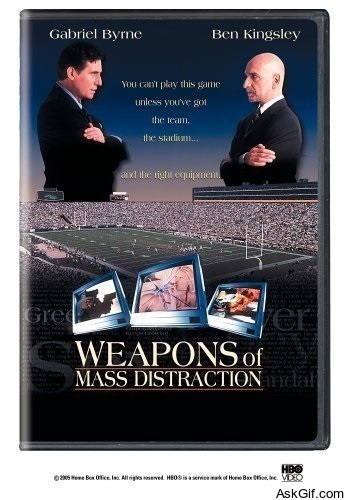 Gabriel Byrne Ben Kingsley
You can't play this game
unless you've got
the team,
the stadium...
and the right equipment.
Greed
WEAPONS of
MASS DISTRACTION
HBO
VIDEO
© 2005 Home Box Office, Inc. All rights reserved. HBO® is a service mark of Home Box Office, Inc.
AskGif.com